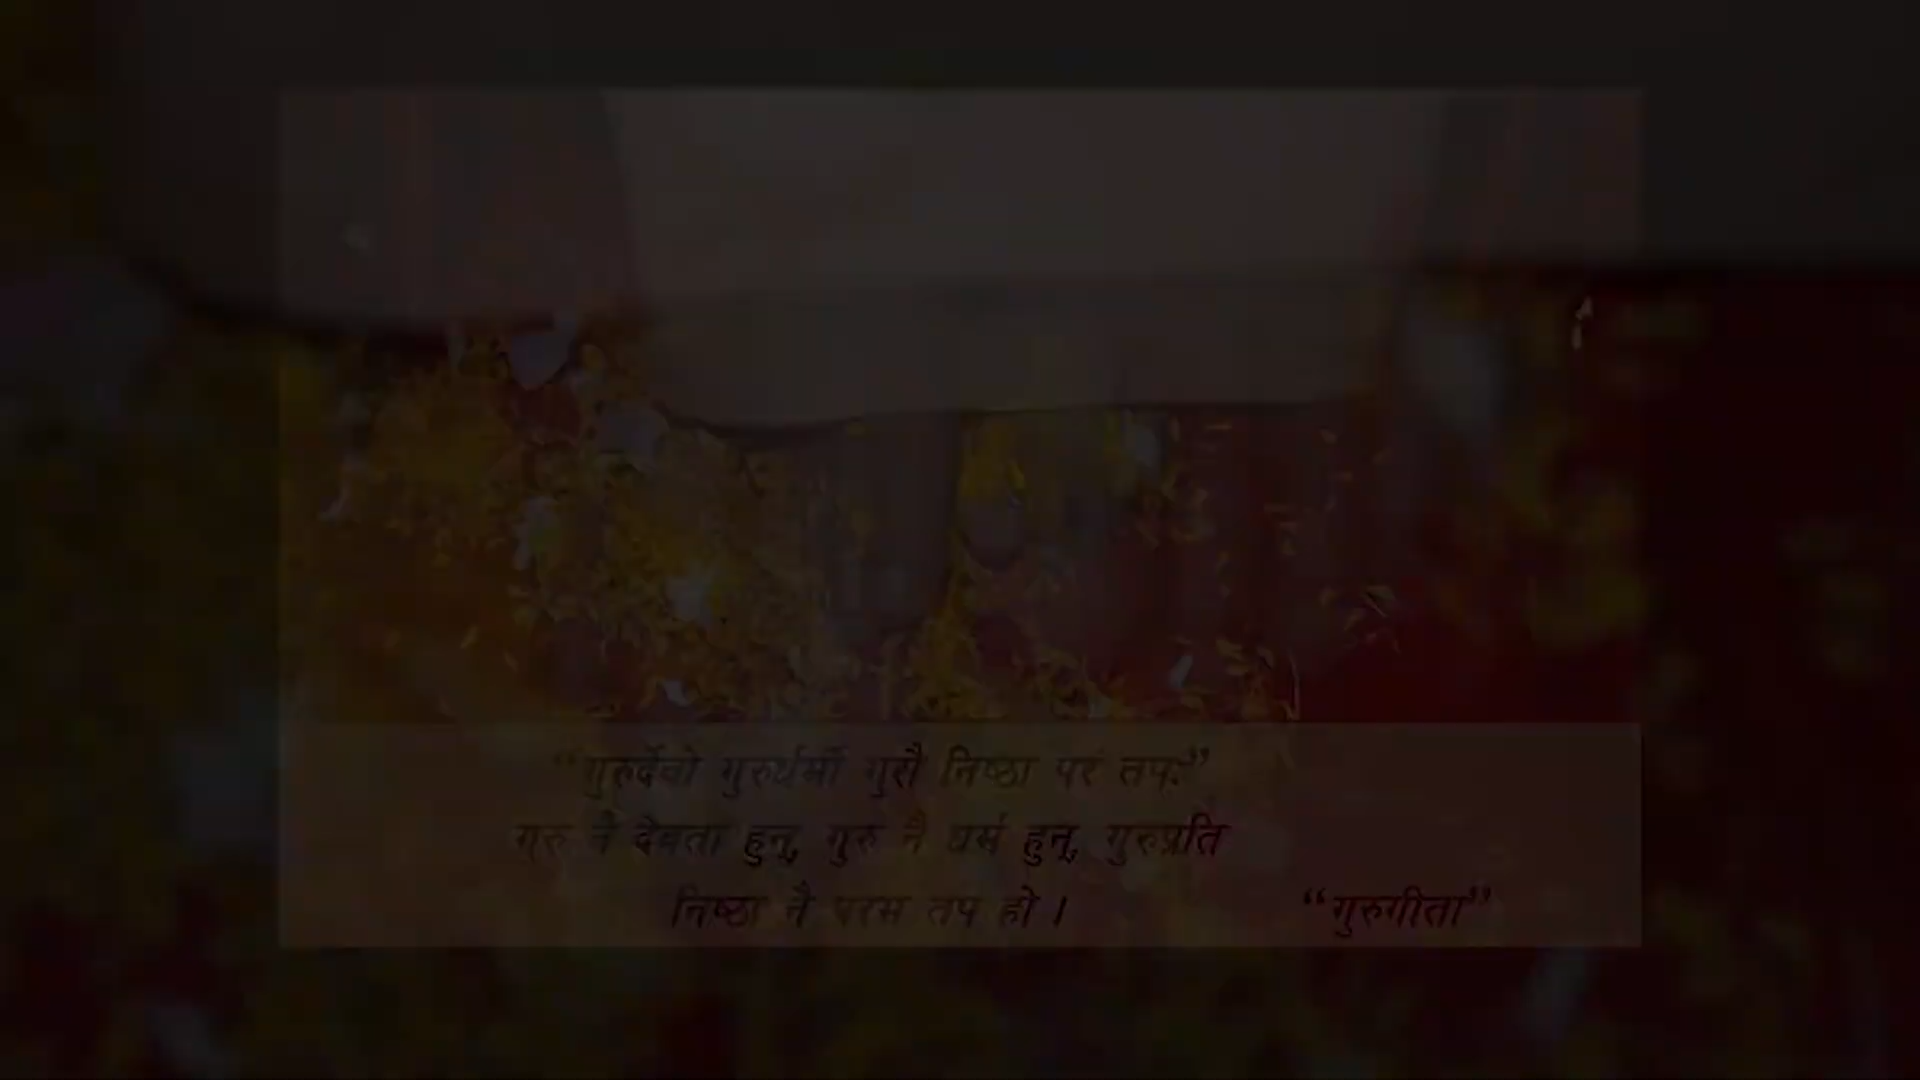 “गुरुर्देवो गुरुर्धर्मो गुरौ निष्ठा परं तपः”
गुरु नै देवता हुन्, गुरु नै धर्म हुन्, गुरुप्रति
निष्ठा नै परम तप हो । “गुरुगीता”